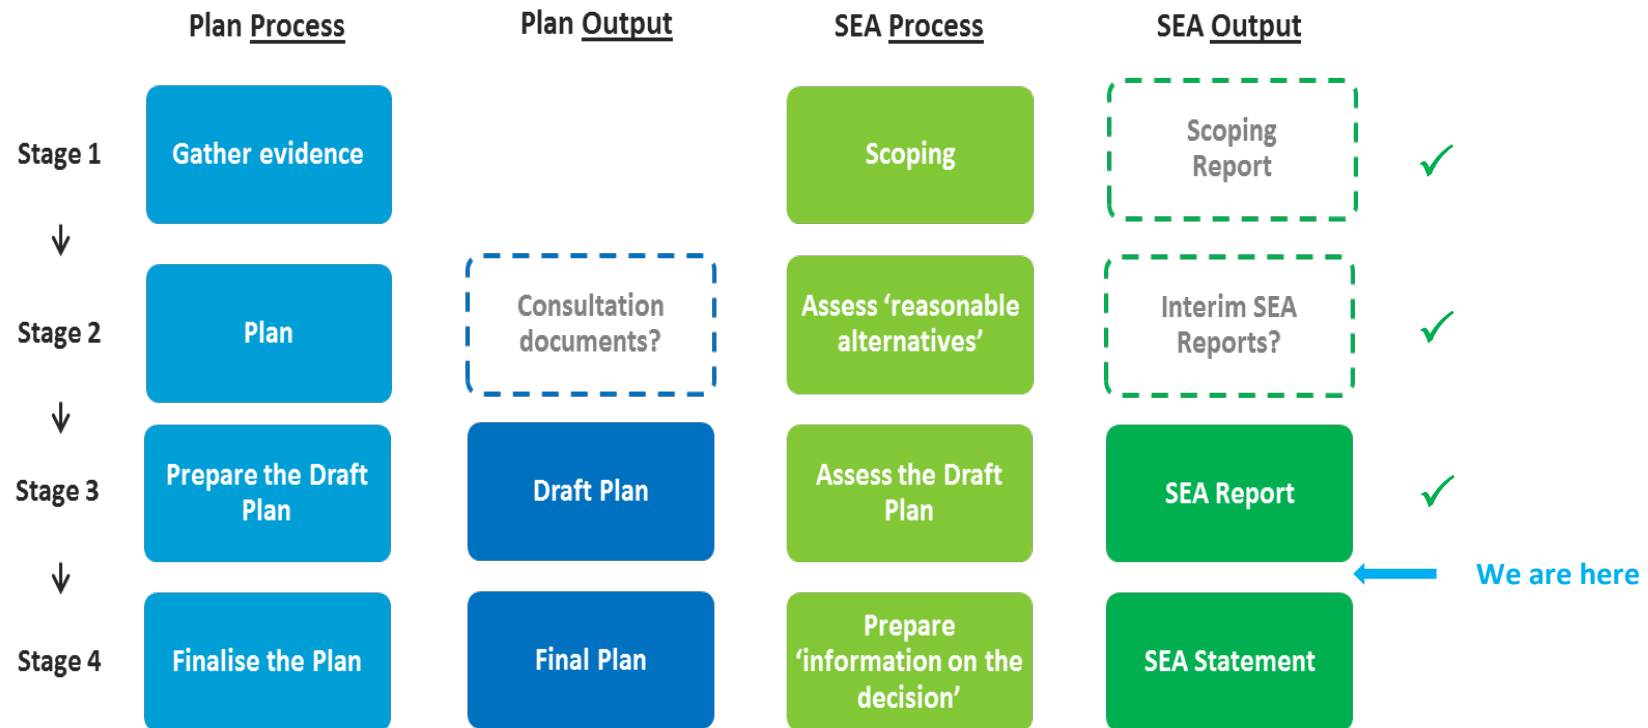 Plan Process
Plan Output
SEA Process
SEA Output
Stage 1
Gather evidence
Scoping
Scoping
Report
Stage 2
Plan
Consultation
documents?
Assess ‘reasonable
alternatives’
Interim SEA
Reports?
Stage 3
Prepare the Draft
Plan
Draft Plan
Assess the Draft
Plan
SEA Report
We are here
Stage 4
Finalise the Plan
Final Plan
Prepare
‘information on the
decision’
SEA Statement